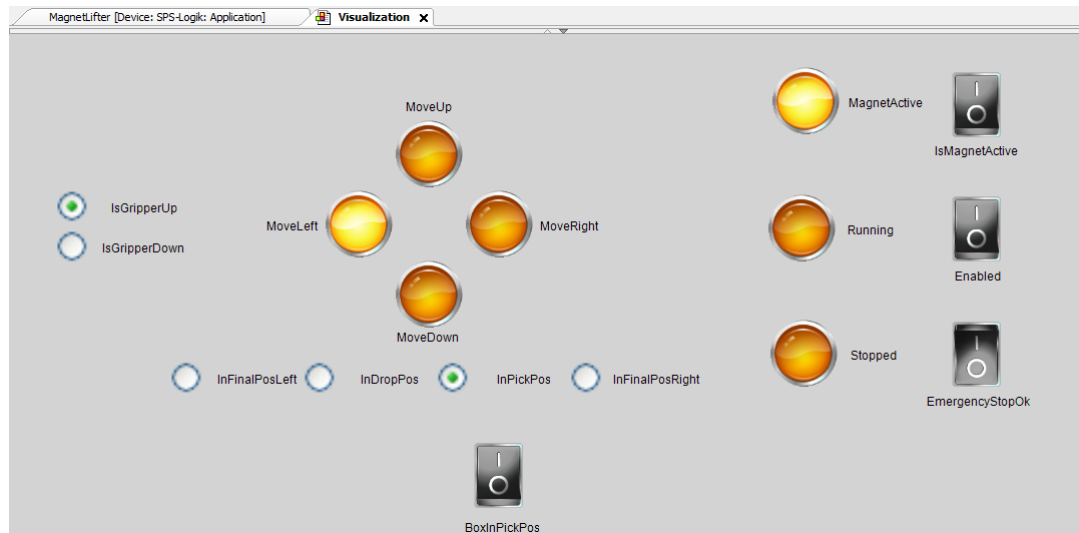 MagnetLifter [Device: SPS-Logik: Application]
Visualization
MoveUp
MagnetActive
IsMagnetActive
IsGripperUp
MoveLeft
MoveRight
Running
IsGripperDown
Enabled
MoveDown
Stopped
InFinalPosLeft
InDropPos
InPickPos
InFinalPosRight
EmergencyStopOk
BoxInPickPos